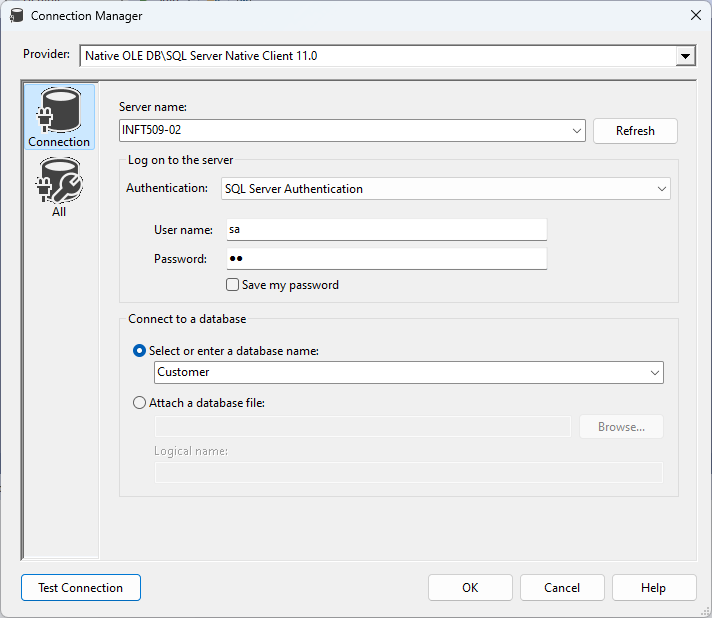 Connection Manager
Provider: Native OLE DB\SQL Server Native Client 11.0
Connection
All
Server name:
INFT509-02
Refresh
Log on to the server
Authentication: SQL Server Authentication
User name: sa
Password: ●●
Save my password
Connect to a database
Select or enter a database name:
Customer
Attach a database file:
Browse...
Logical name:
Test Connection
OK
Cancel
Help